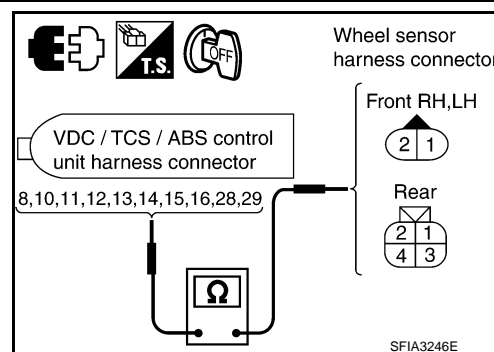 T.S.
OFF
Wheel sensor
harness connector
Front RH,LH
2 1
VDC / TCS / ABS control
unit harness connector
8,10,11,12,13,14,15,16,28,29
Rear
2 1
4 3
Ω
SFIA3246E